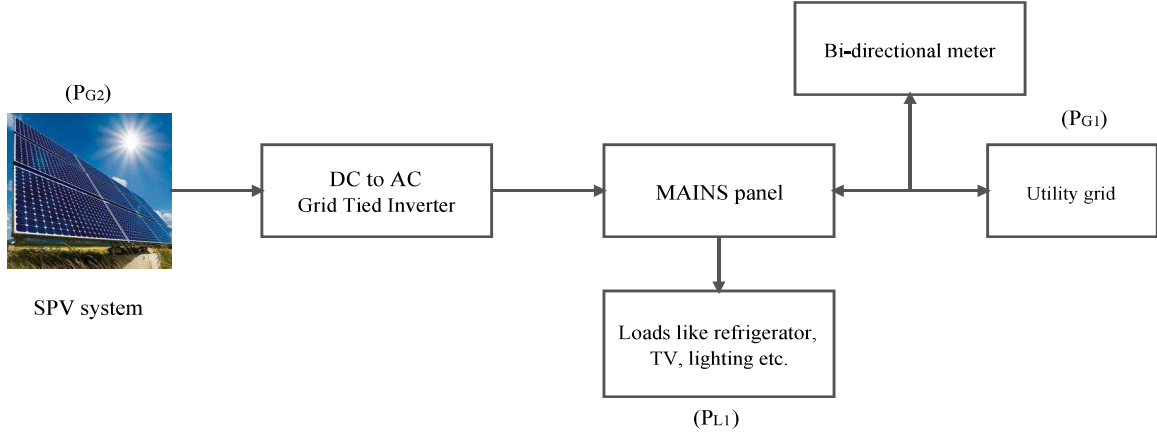 Bi-directional meter
(PG2)
(PG1)
DC to AC
Grid Tied Inverter
MAINS panel
Utility grid
SPV system
Loads like refrigerator,
TV, lighting etc.
(PL1)